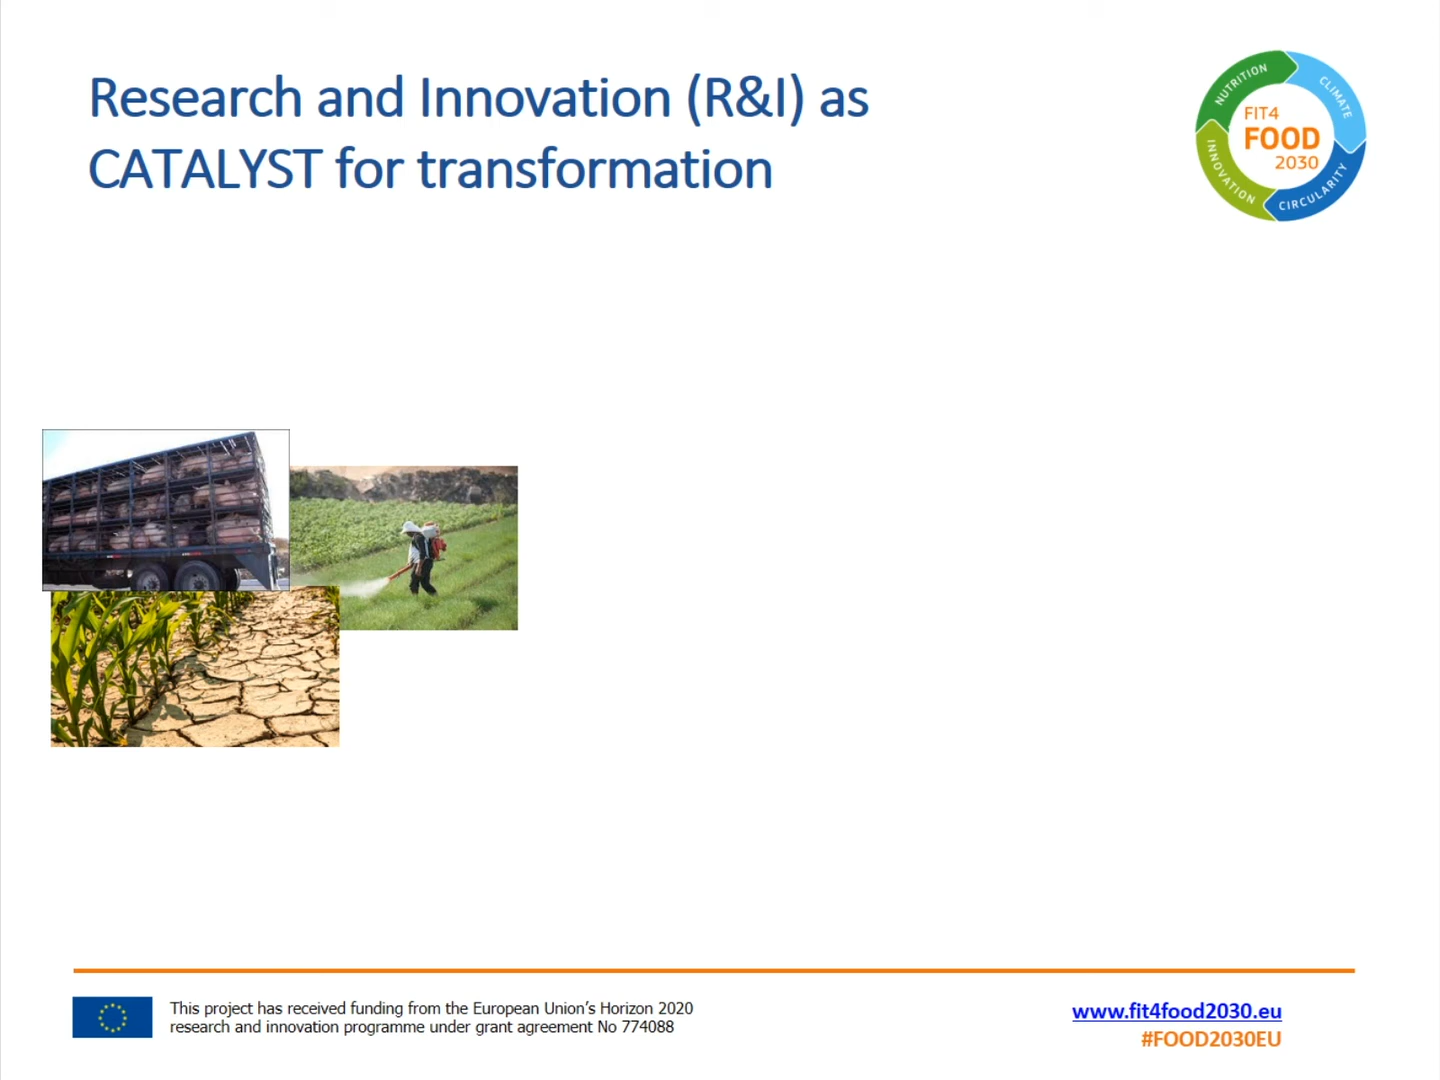 Research and Innovation (R&I) as
CATALYST for transformation
NUTRITION
CLIMATE
CIRCULARITY
INNOVATION
FIT4
FOOD
2030
This project has received funding from the European Union’s Horizon 2020
research and innovation programme under grant agreement No 774088
www.fit4food2030.eu
#FOOD2030EU